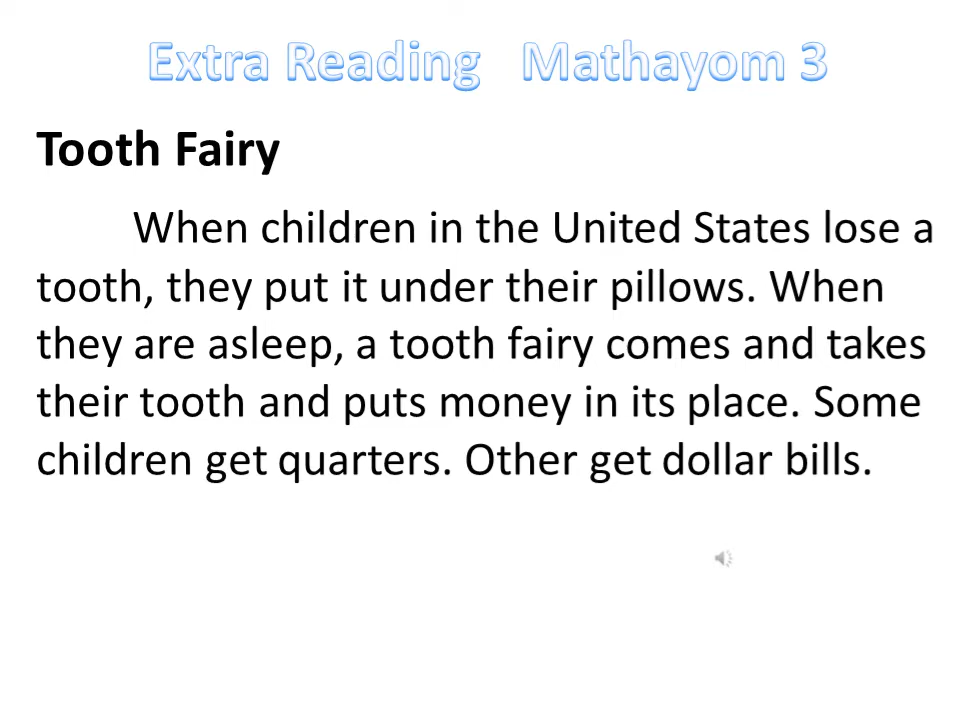 Extra Reading Mathayom 3
Tooth Fairy
When children in the United States lose a
tooth, they put it under their pillows. When
they are asleep, a tooth fairy comes and takes
their tooth and puts money in its place. Some
children get quarters. Other get dollar bills.